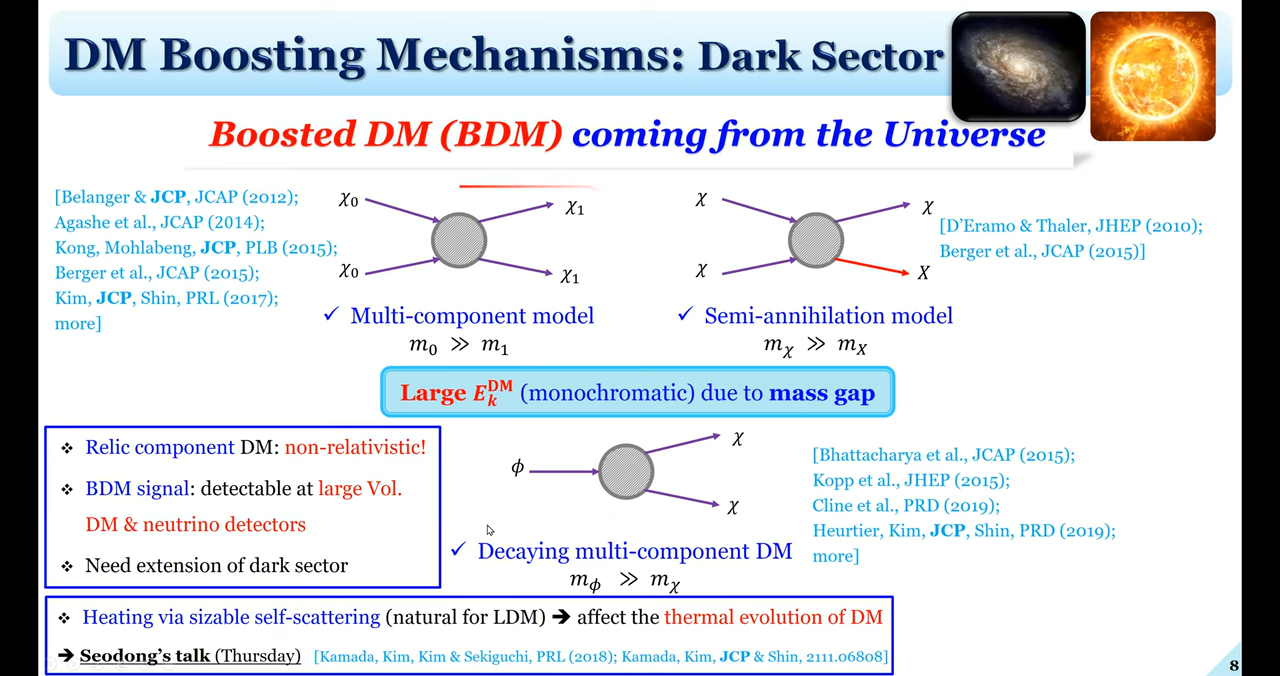 DM Boosting Mechanisms: Dark Sector
Boosted DM (BDM) coming from the Universe
[Belanger & JCP, JCAP (2012);
Agashe et al., JCAP (2014);
Kong, Mohlabeng, JCP, PLB (2015);
Berger et al., JCAP (2015);
Kim, JCP, Shin, PRL (2017);
more]
χ₀
χ₁
χ₀
χ₁
✓ Multi-component model
m₀ ≫ m₁
χ
χ
χ
X
[D'Eramo & Thaler, JHEP (2010);
Berger et al., JCAP (2015)]
✓ Semi-annihilation model
mχ ≫ mX
Large E_k^DM (monochromatic) due to mass gap
❖ Relic component DM: non-relativistic!
❖ BDM signal: detectable at large Vol.
DM & neutrino detectors
❖ Need extension of dark sector
ϕ
χ
χ
✓ Decaying multi-component DM
mϕ ≫ mχ
[Bhattacharya et al., JCAP (2015);
Kopp et al., JHEP (2015);
Cline et al., PRD (2019);
Heurtier, Kim, JCP, Shin, PRD (2019);
more]
❖ Heating via sizable self-scattering (natural for LDM) ➔ affect the thermal evolution of DM
➔ Seodong's talk (Thursday) [Kamada, Kim, Kim & Sekiguchi, PRL (2018); Kamada, Kim, JCP & Shin, 2111.06808]
8